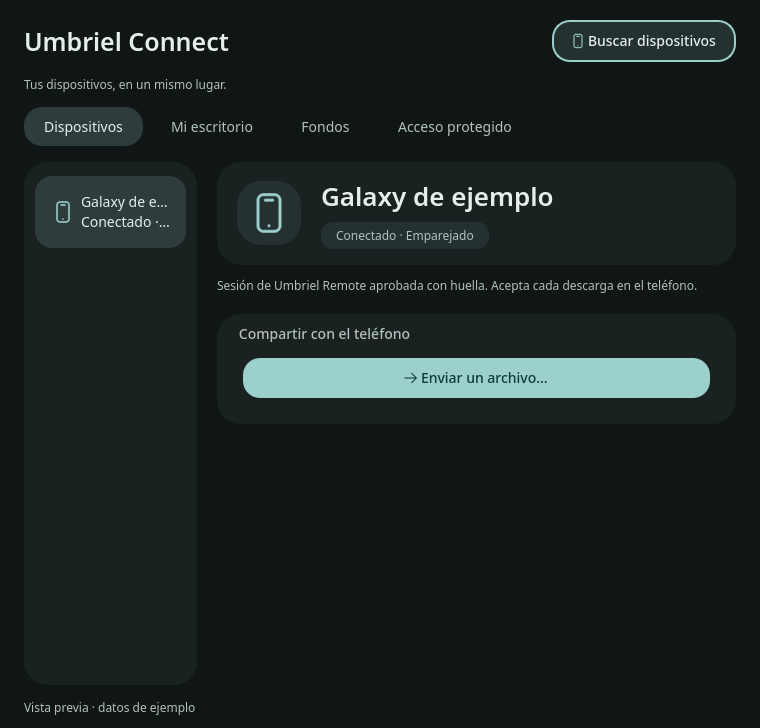 Umbriel Connect
Buscar dispositivos
Tus dispositivos, en un mismo lugar.
Dispositivos
Mi escritorio
Fondos
Acceso protegido
Galaxy de e...
Conectado ·...
Galaxy de ejemplo
Conectado · Emparejado
Sesión de Umbriel Remote aprobada con huella. Acepta cada descarga en el teléfono.
Compartir con el teléfono
Enviar un archivo...
Vista previa · datos de ejemplo